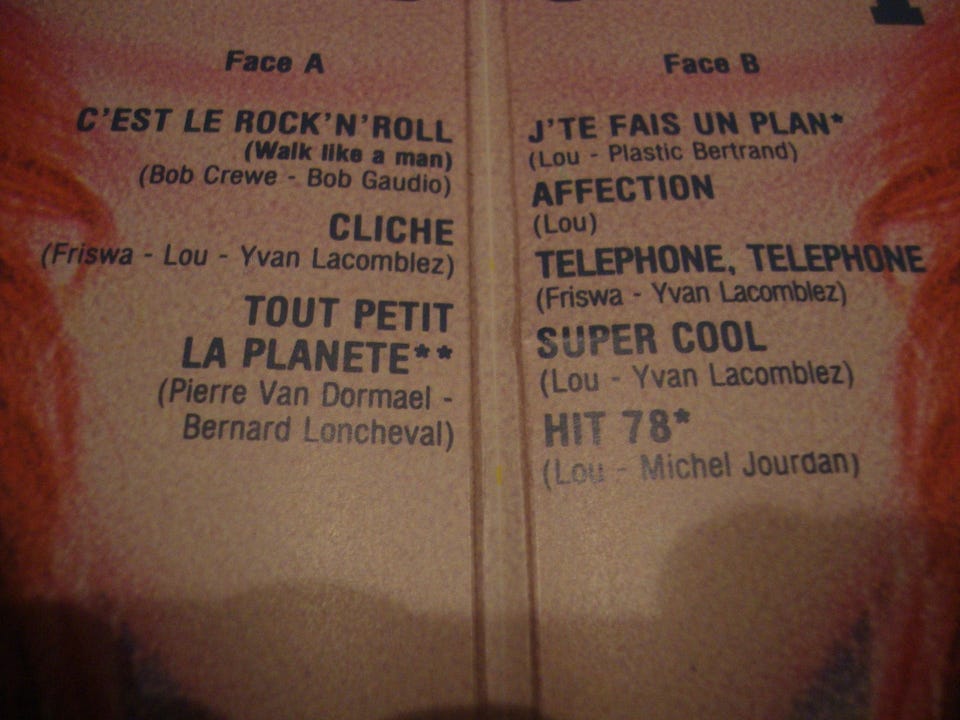 Face A
C'EST LE ROCK'N'ROLL
(Walk like a man)
(Bob Crewe - Bob Gaudio)
CLICHE
(Friswa - Lou - Yvan Lacomblez)
TOUT PETIT
LA PLANETE**
(Pierre Van Dormael -
Bernard Loncheval)
Face B
J'TE FAIS UN PLAN*
(Lou - Plastic Bertrand)
AFFECTION
(Lou)
TELEPHONE, TELEPHONE
(Friswa - Yvan Lacomblez)
SUPER COOL
(Lou - Yvan Lacomblez)
HIT 78*
(Lou - Michel Jourdan)